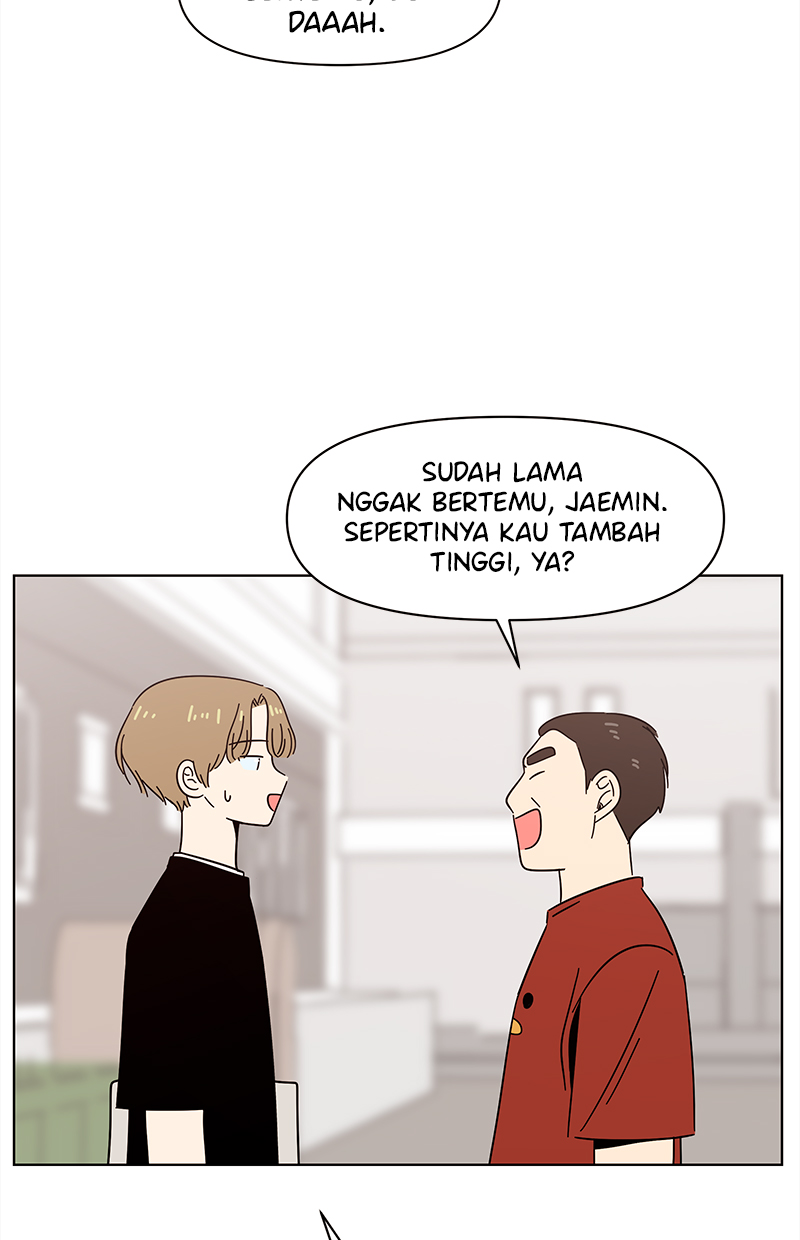 DAAAH.
SUDAH LAMA
NGGAK BERTEMU, JAEMIN.
SEPERTINYA KAU TAMBAH
TINGGI, YA?